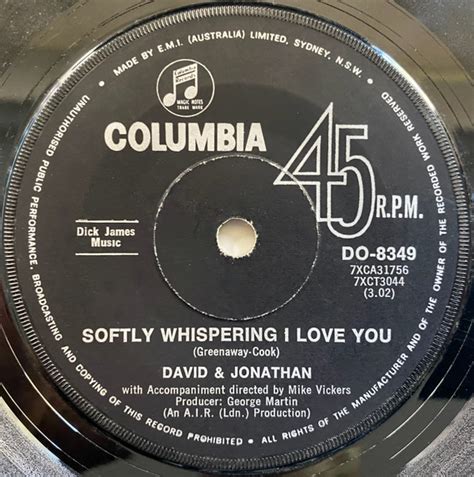 MADE BY E.M.I. (AUSTRALIA) LIMITED, SYDNEY, N.S.W.
MAGIC NOTES
TRADE MARK
COLUMBIA
45 R.P.M.
Dick James
Music
DO-8349
7XCA31756
7XCT3044
(3.02)
SOFTLY WHISPERING I LOVE YOU
(Greenaway-Cook)
DAVID & JONATHAN
with Accompaniment directed by Mike Vickers
Producer: George Martin
(An A.I.R. (Ldn.) Production)
ALL RIGHTS OF THE MANUFACTURER AND OF THE OWNER OF THE RECORDED WORK RESERVED
UNAUTHORISED PUBLIC PERFORMANCE, BROADCASTING AND COPYING OF THIS RECORD PROHIBITED